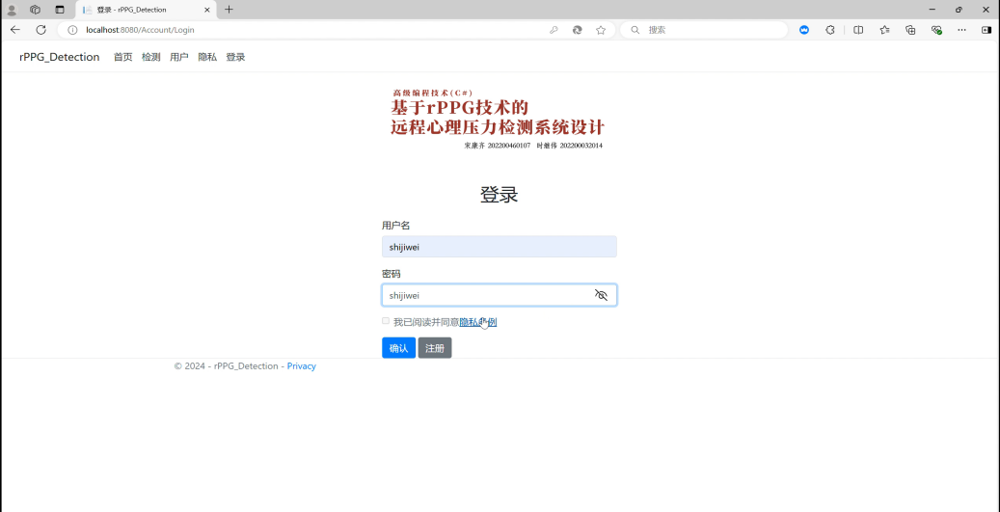 登录 - rPPG_Detection
localhost:8080/Account/Login
搜索
rPPG_Detection 首页 检测 用户 隐私 登录
高级编程技术(C#)
基于rPPG技术的
远程心理压力检测系统设计
宋康齐 202200460107 时继伟 202200032014
登录
用户名
shijiwei
密码
shijiwei
我已阅读并同意隐私条例
确认 注册
© 2024 - rPPG_Detection - Privacy